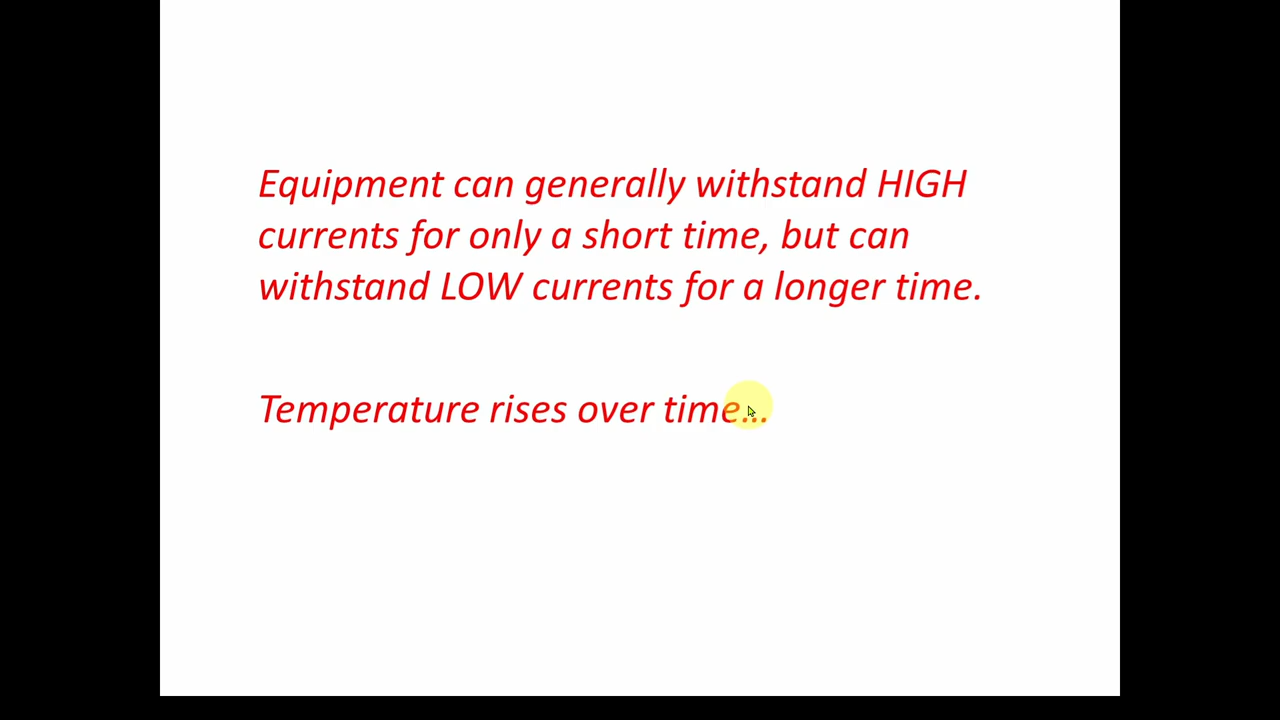 Equipment can generally withstand HIGH
currents for only a short time, but can
withstand LOW currents for a longer time.
Temperature rises over time...